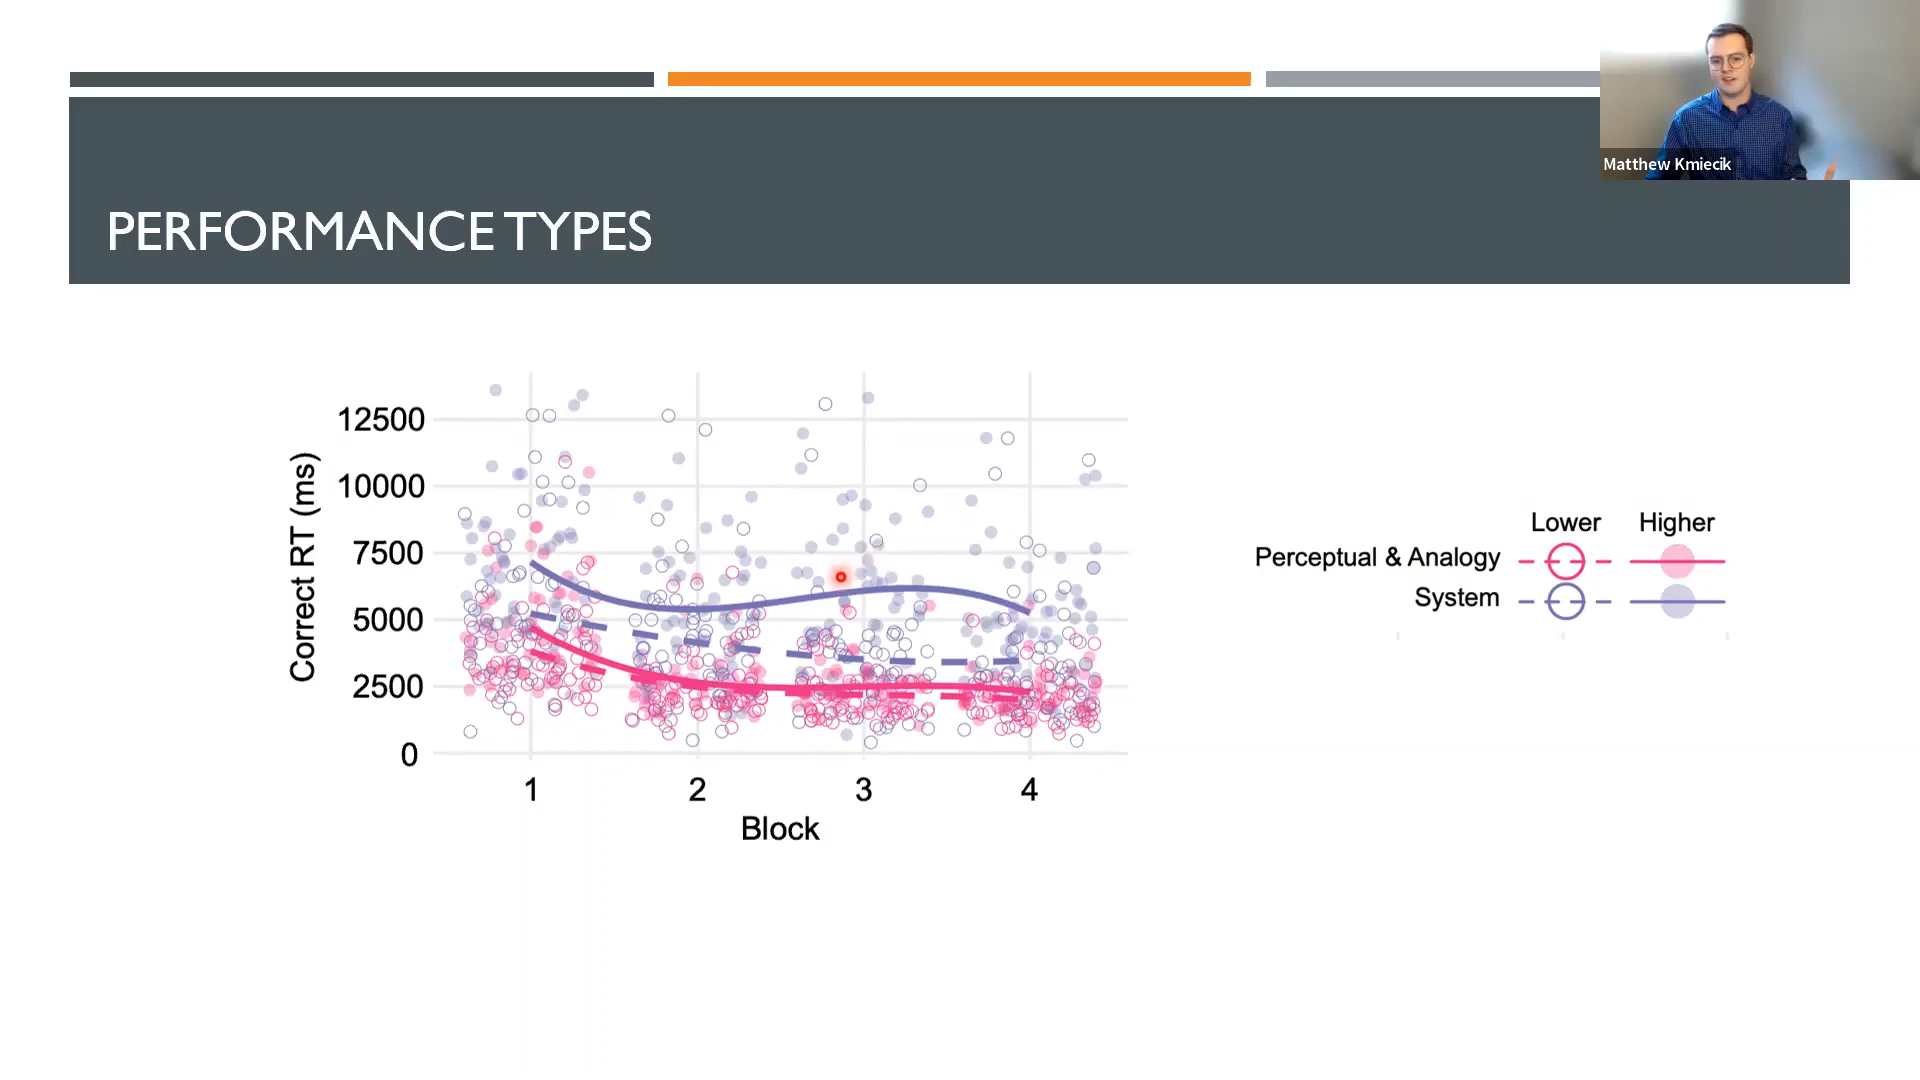 Matthew Kmiecik
PERFORMANCE TYPES
12500
10000
7500
5000
2500
0
Correct RT (ms)
1 2 3 4
Block
Lower Higher
Perceptual & Analogy
System